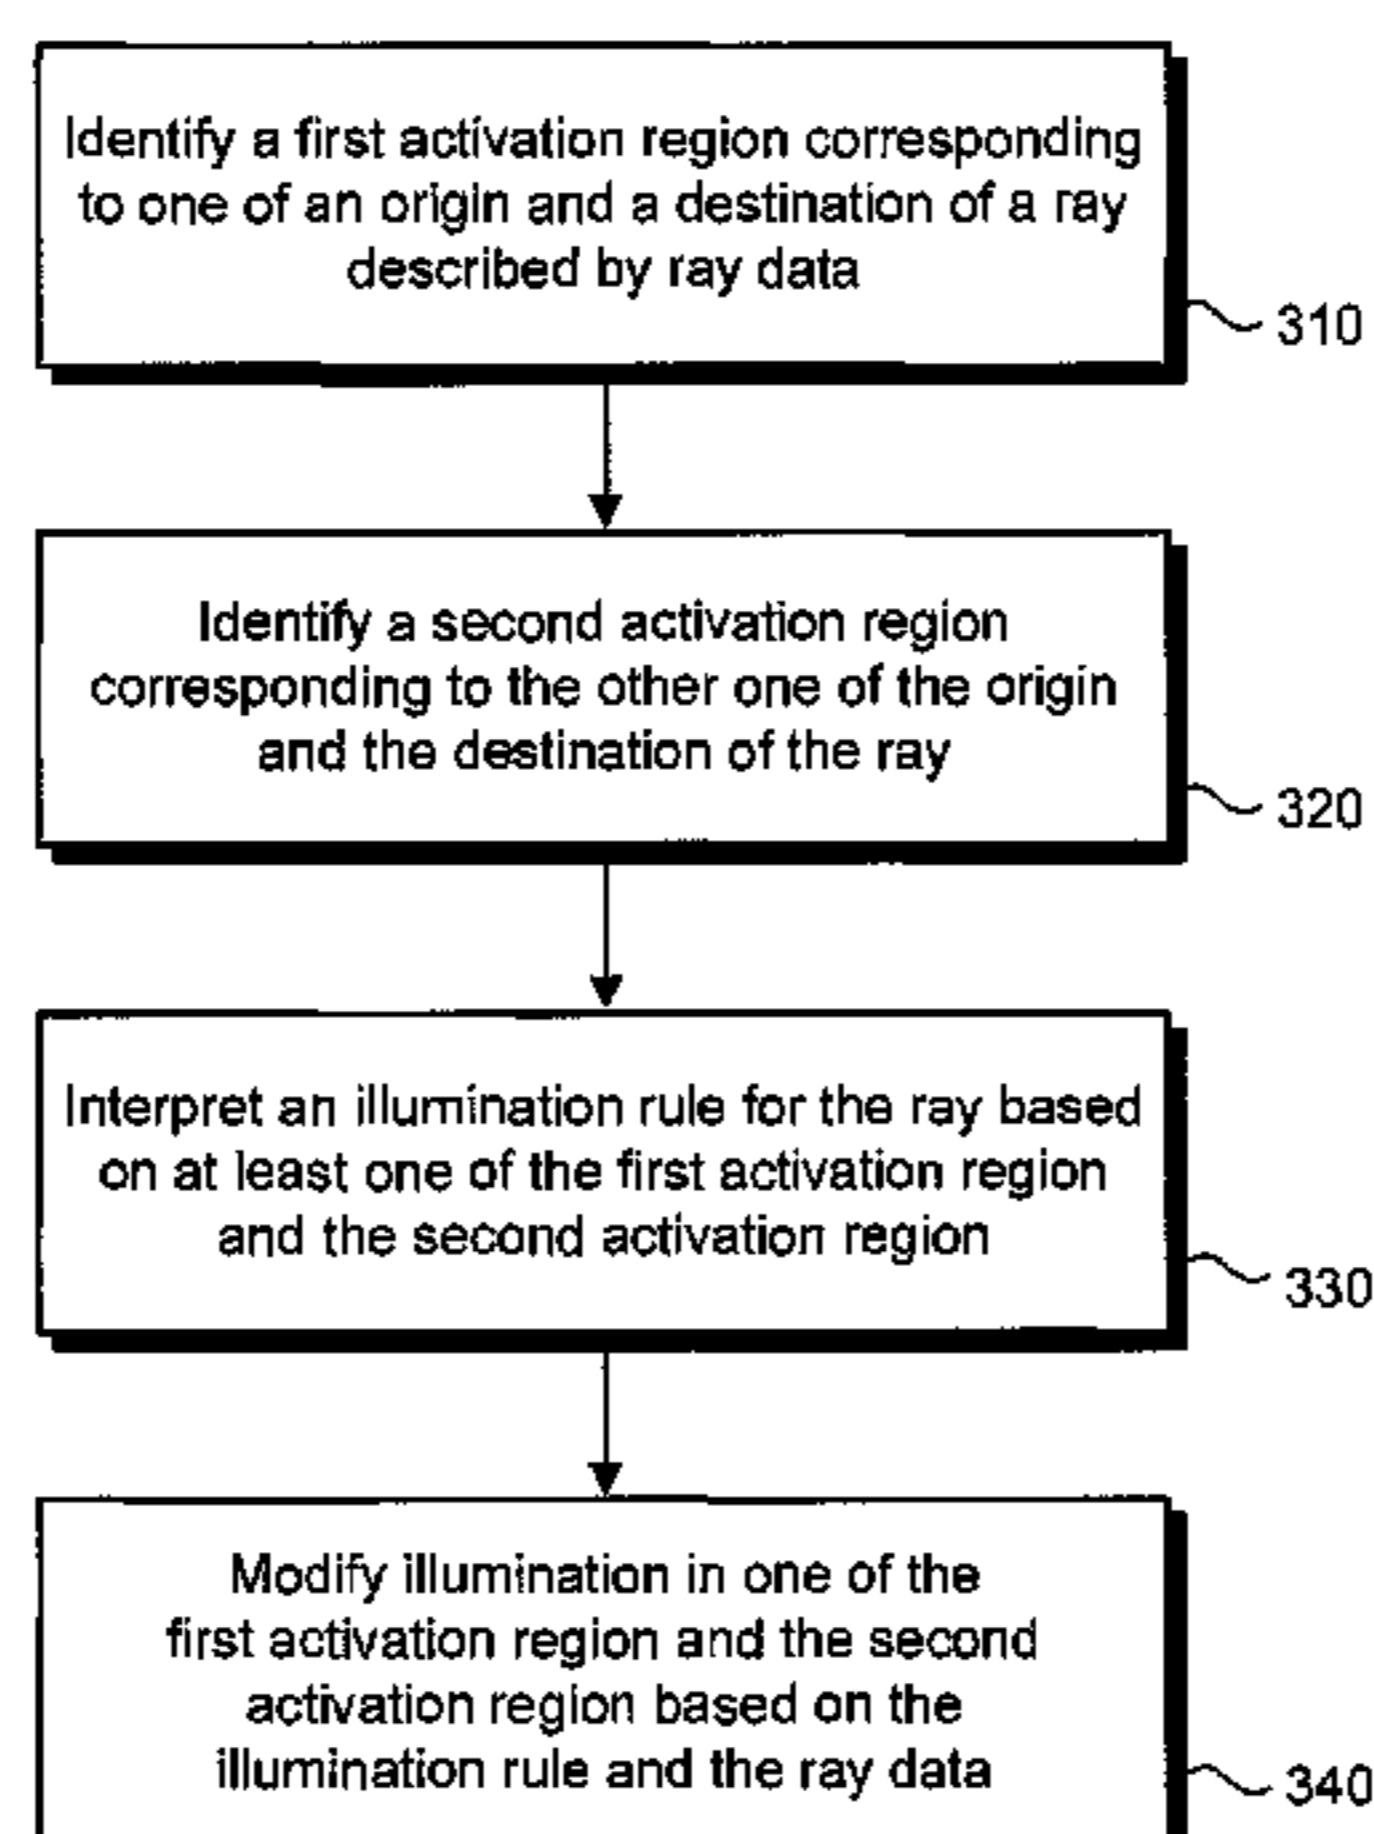 Identify a first activation region corresponding
to one of an origin and a destination of a ray
described by ray data
310
Identify a second activation region
corresponding to the other one of the origin
and the destination of the ray
320
Interpret an illumination rule for the ray based
on at least one of the first activation region
and the second activation region
330
Modify illumination in one of the
first activation region and the second
activation region based on the
illumination rule and the ray data
340